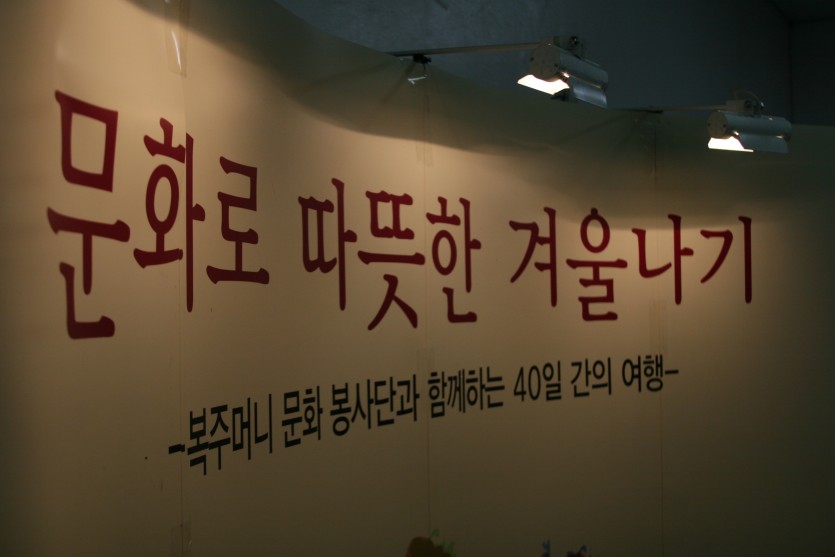 문화로 따뜻한 겨울나기
-복주머니 문화 봉사단과 함께하는 40일 간의 여행-